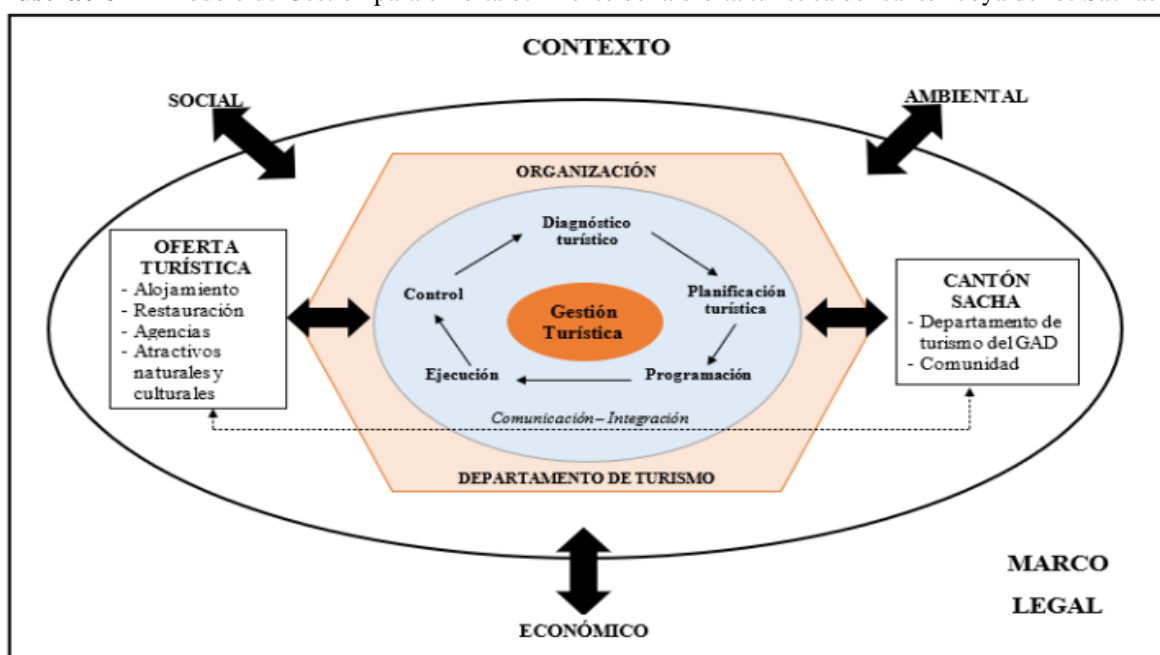 CONTEXTO
SOCIAL
AMBIENTAL
ORGANIZACIÓN
Diagnóstico
turístico
OFERTA
TURÍSTICA
- Alojamiento
- Restauración
- Agencias
- Atractivos
naturales y
culturales
Control
Gestión
Turística
Planificación
turística
CANTÓN
SACHA
- Departamento de
turismo del GAD
- Comunidad
Ejecución
Programación
Comunicación – Integración
DEPARTAMENTO DE TURISMO
MARCO
LEGAL
ECONÓMICO